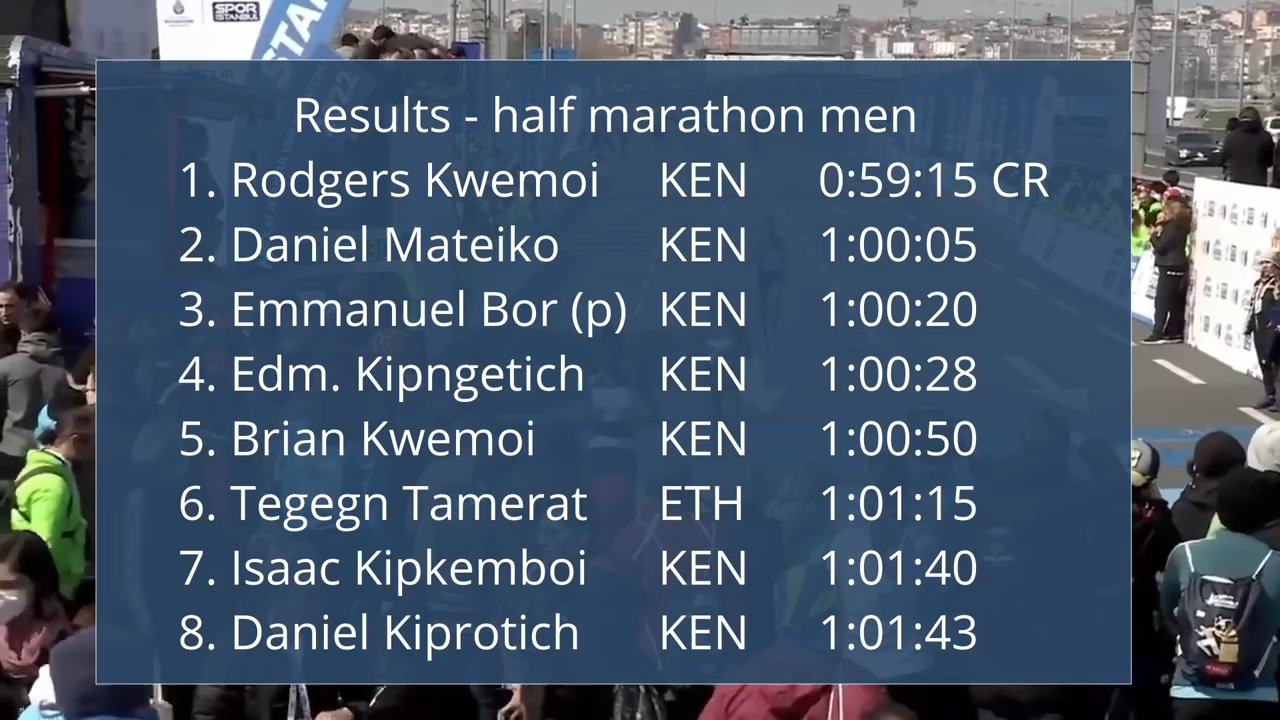 SPOR
ISTANBUL
STAR
Results - half marathon men
1. Rodgers Kwemoi KEN 0:59:15 CR
2. Daniel Mateiko KEN 1:00:05
3. Emmanuel Bor (p) KEN 1:00:20
4. Edm. Kipngetich KEN 1:00:28
5. Brian Kwemoi KEN 1:00:50
6. Tegegn Tamerat ETH 1:01:15
7. Isaac Kipkemboi KEN 1:01:40
8. Daniel Kiprotich KEN 1:01:43